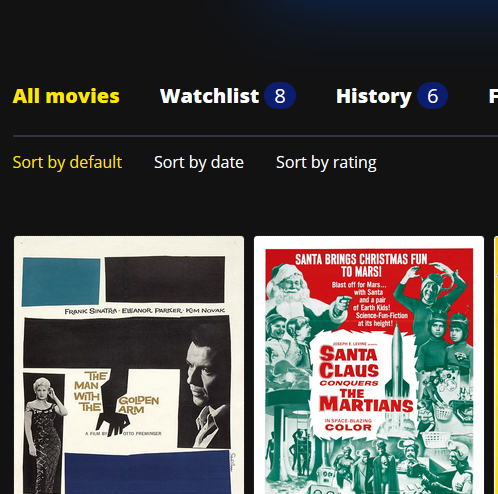 All movies Watchlist 8 History 6 F
Sort by default Sort by date Sort by rating
FRANK SINATRA · ELEANOR PARKER · KIM NOVAK
THE
MAN
WITH GOLDEN
THE ARM
A FILM BY OTTO PREMINGER
SANTA BRINGS CHRISTMAS FUN
TO MARS!
Blast off for Mars...
with Santa
and a pair
of Earth Kids!
Science-Fun-Fiction
at its height!
JOSEPH E. LEVINE
SANTA
CLAUS
CONQUERS
THE
MARTIANS
IN SPACE-BLAZING
COLOR